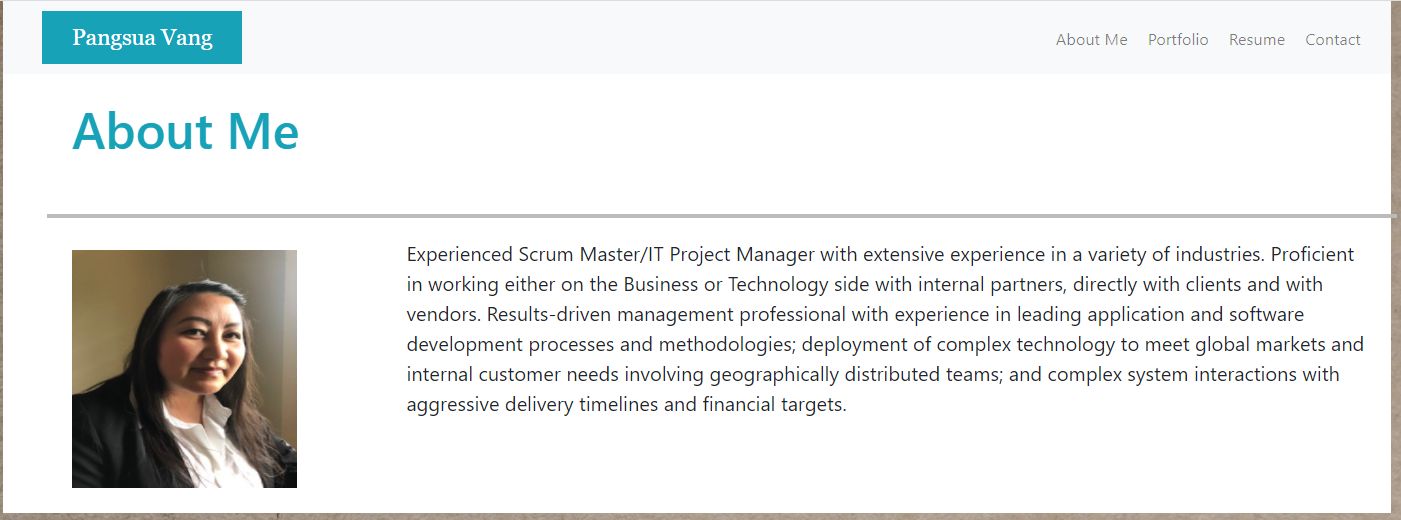 Pangsua Vang
About Me Portfolio Resume Contact
About Me
Experienced Scrum Master/IT Project Manager with extensive experience in a variety of industries. Proficient
in working either on the Business or Technology side with internal partners, directly with clients and with
vendors. Results-driven management professional with experience in leading application and software
development processes and methodologies; deployment of complex technology to meet global markets and
internal customer needs involving geographically distributed teams; and complex system interactions with
aggressive delivery timelines and financial targets.